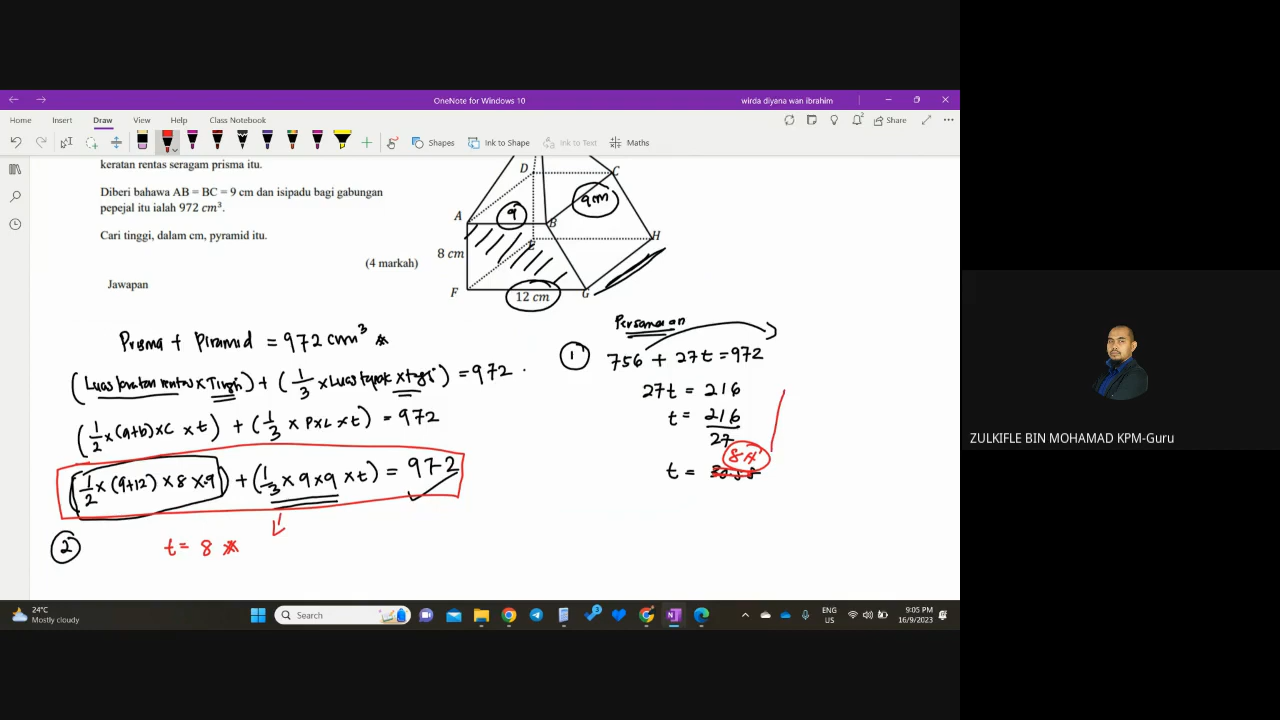 OneNote for Windows 10
wirda diyana wan ibrahim
Home Insert Draw View Help Class Notebook
Share
Shapes Ink to Shape Ink to Text Maths
keratan rentas seragam prisma itu.
Diberi bahawa AB = BC = 9 cm dan isipadu bagi gabungan
pepejal itu ialah 972 cm³.
Cari tinggi, dalam cm, pyramid itu.
(4 markah)
Jawapan
D
C
9cm
A
9
B
E
H
8 cm
F
12 cm
G
Prisma + Piramid = 972 cm³ *
(Luas keratan rentas × Tinggi) + (1/3 × Luas tapak × tinggi) = 972
(1/2 × (a+b) × c × t) + (1/3 × P × L × t) = 972
(1/2 × (9+12) × 8 × 9) + (1/3 × 9 × 9 × t) = 972
2
t = 8 *
Persamaan
1
756 + 27t = 972
27t = 216
t = 216/27
t =
ZULKIFLE BIN MOHAMAD KPM-Guru
24°C
Mostly cloudy
Search
3
ENG
US
9:05 PM
16/9/2023